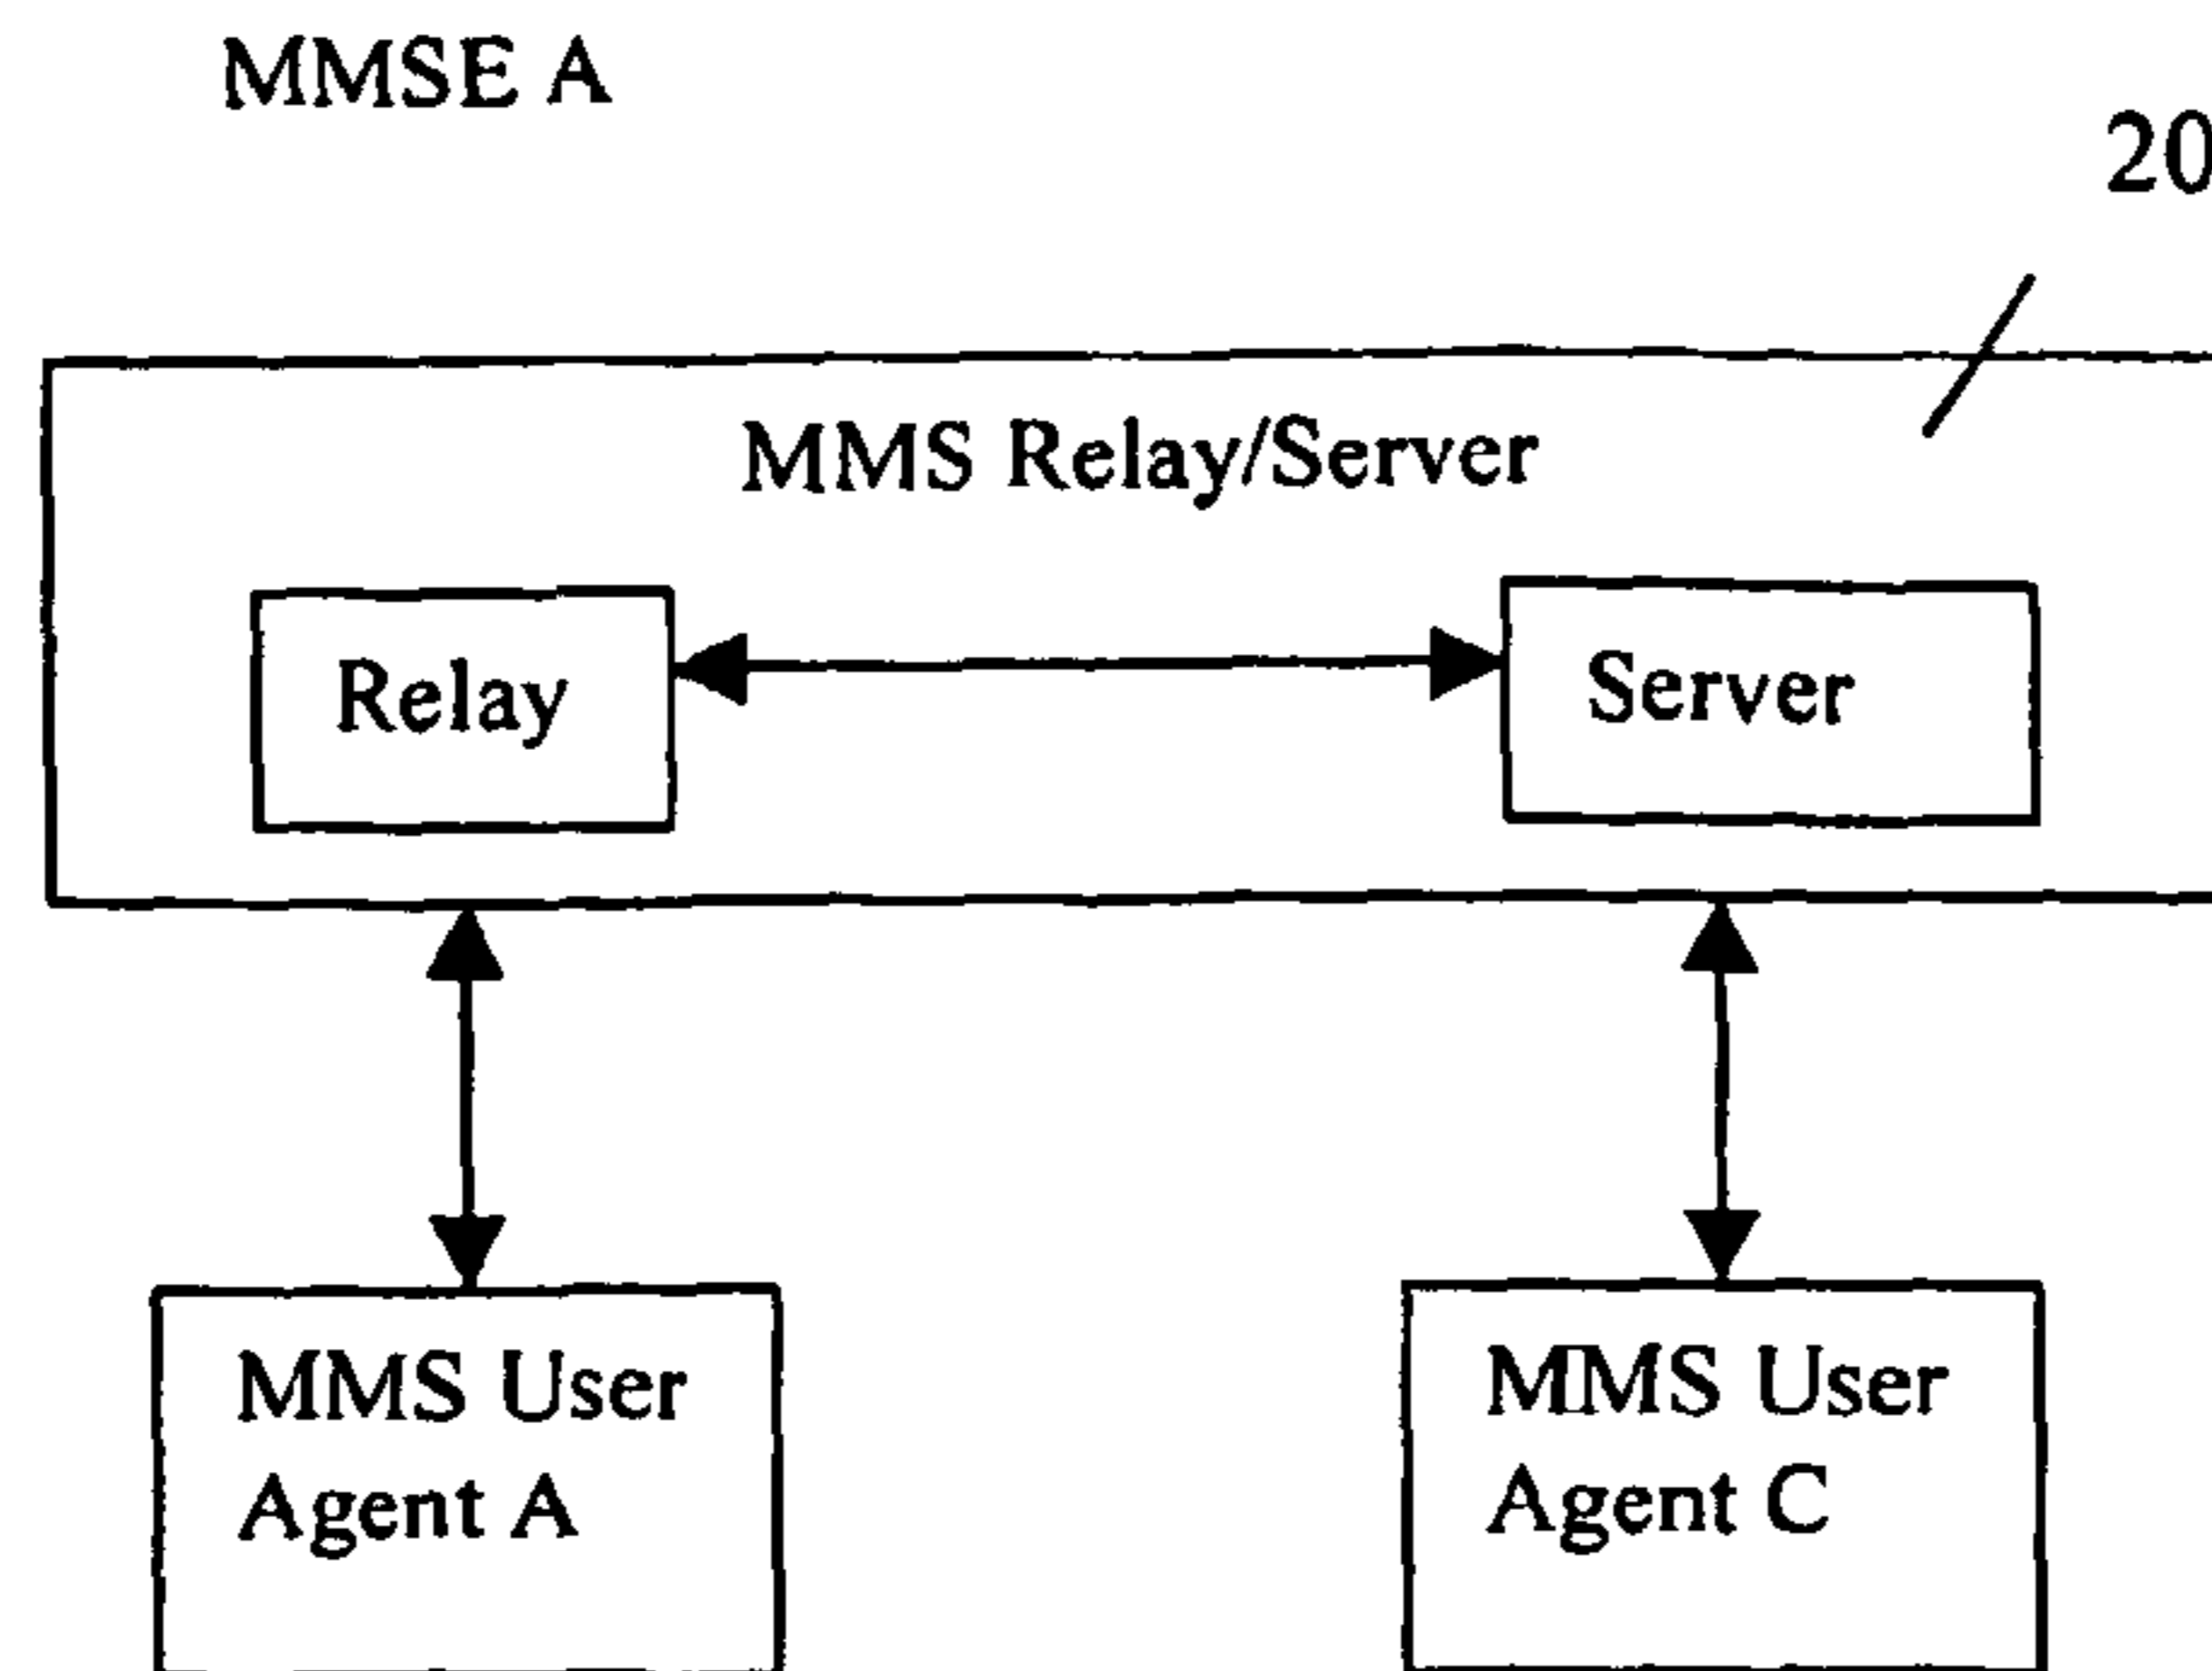 MMSE A
20
MMS Relay/Server
Relay
Server
MMS User
Agent A
MMS User
Agent C